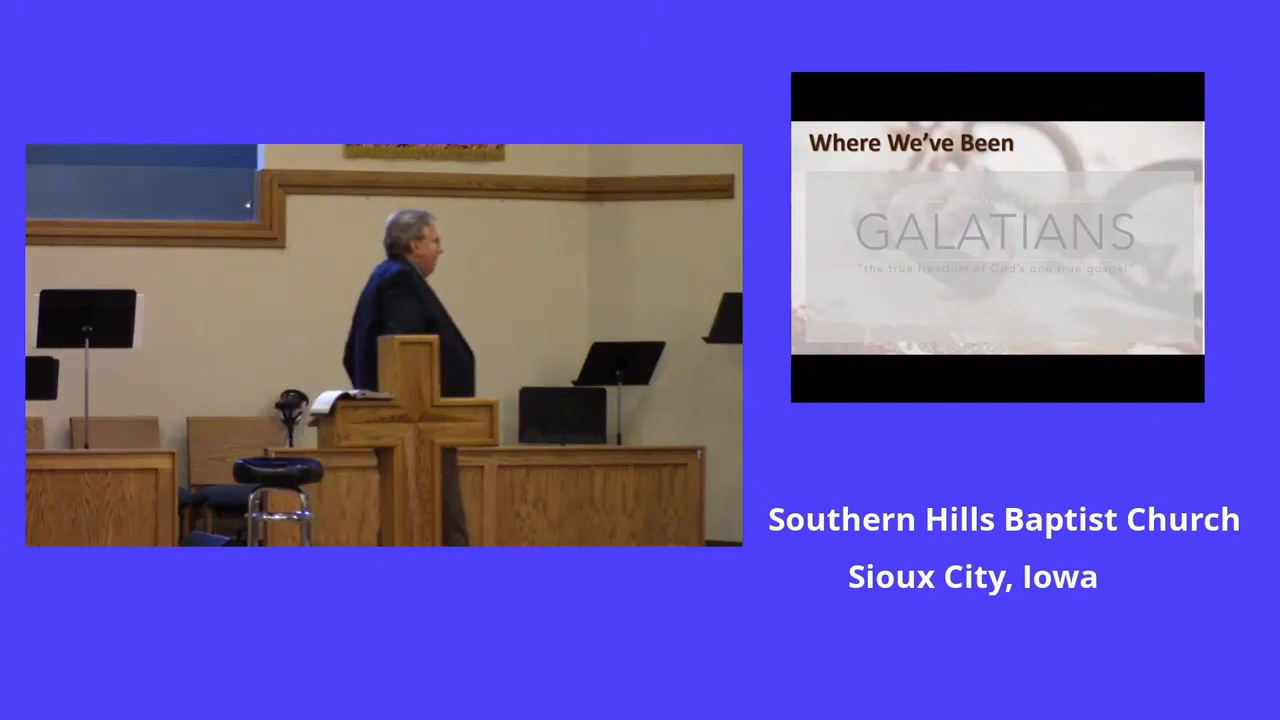 Where We've Been
GALATIANS
"the true freedom of God's one true gospel"
Southern Hills Baptist Church
Sioux City, Iowa